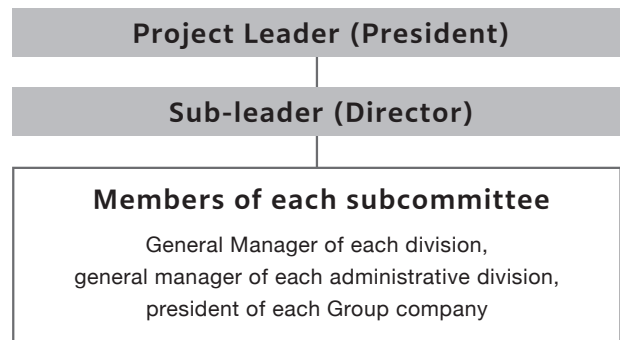 Project Leader (President)
Sub-leader (Director)
Members of each subcommittee
General Manager of each division,
general manager of each administrative division,
president of each Group company